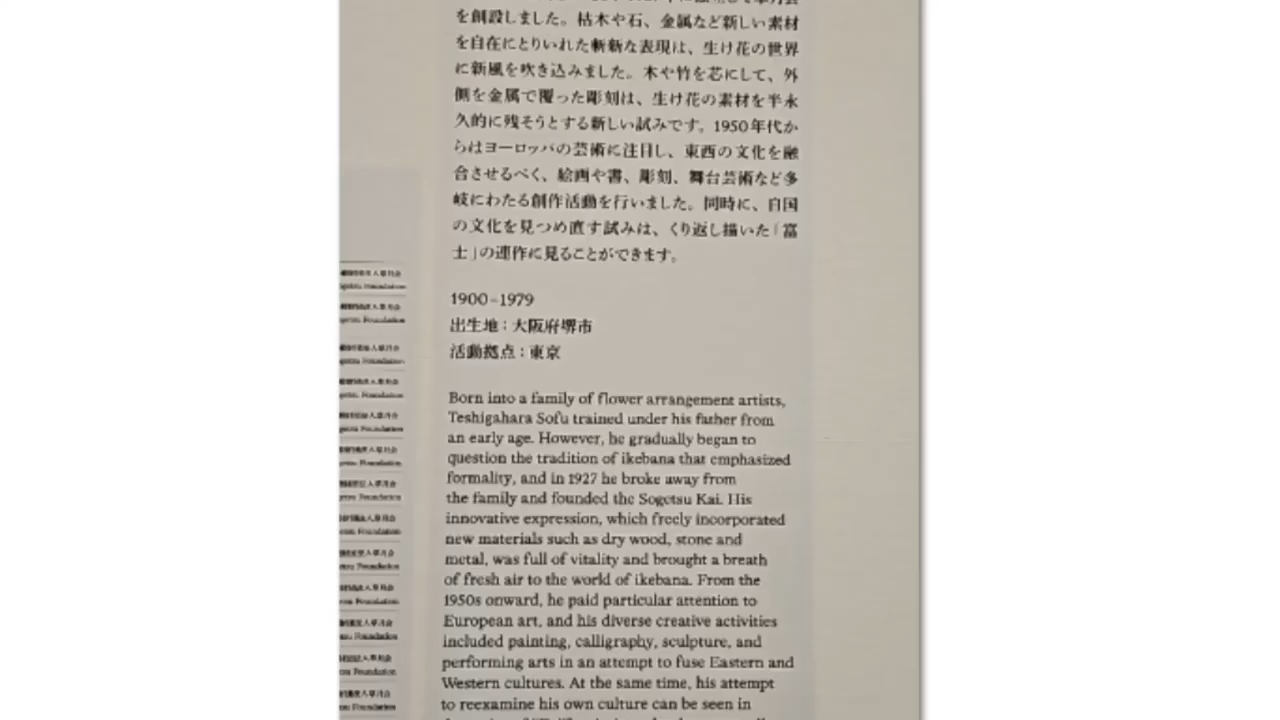 を創設しました。枯木や石、金属など新しい素材
を自在にとりいれた斬新な表現は、生け花の世界
に新風を吹き込みました。木や竹を芯にして、外
側を金属で覆った彫刻は、生け花の素材を半永
久的に残そうとする新しい試みです。1950年代か
らはヨーロッパの芸術に注目し、東西の文化を融
合させるべく、絵画や書、彫刻、舞台芸術など多
岐にわたる創作活動を行いました。同時に、自国
の文化を見つめ直す試みは、くり返し描いた「富
士」の連作に見ることができます。
1900–1979
出生地：大阪府堺市
活動拠点：東京
Born into a family of flower arrangement artists,
Teshigahara Sofu trained under his father from
an early age. However, he gradually began to
question the tradition of ikebana that emphasized
formality, and in 1927 he broke away from
the family and founded the Sogetsu Kai. His
innovative expression, which freely incorporated
new materials such as dry wood, stone and
metal, was full of vitality and brought a breath
of fresh air to the world of ikebana. From the
1950s onward, he paid particular attention to
European art, and his diverse creative activities
included painting, calligraphy, sculpture, and
performing arts in an attempt to fuse Eastern and
Western cultures. At the same time, his attempt
to reexamine his own culture can be seen in